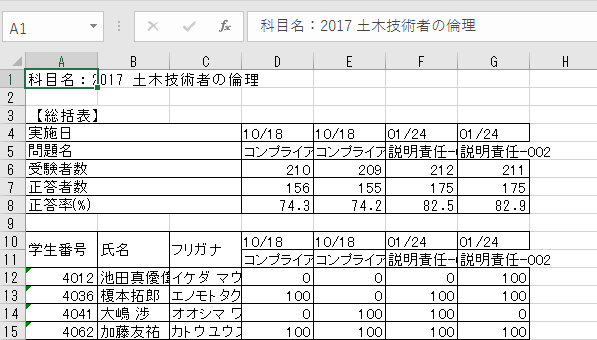 A1 fx 科目名：2017 土木技術者の倫理
A B C D E F G H
1 科目名：2017 土木技術者の倫理
2
3 【総括表】
4 実施日 10/18 10/18 01/24 01/24
5 問題名 コンプライア コンプライア 説明責任-0 説明責任-002
6 受験者数 210 209 212 211
7 正答者数 156 155 175 175
8 正答率(%) 74.3 74.2 82.5 82.9
9
10 学生番号 氏名 フリガナ 10/18 10/18 01/24 01/24
11 コンプライア コンプライア 説明責任-0 説明責任-002
12 4012 池田真優佳 イケダ マウ 0 0 0 100
13 4036 榎本拓郎 エノモトタク 100 0 100 100
14 4041 大嶋 渉 オオシマ ワ 0 100 100 0
15 4062 加藤友祐 カトウユウス 100 100 100 100